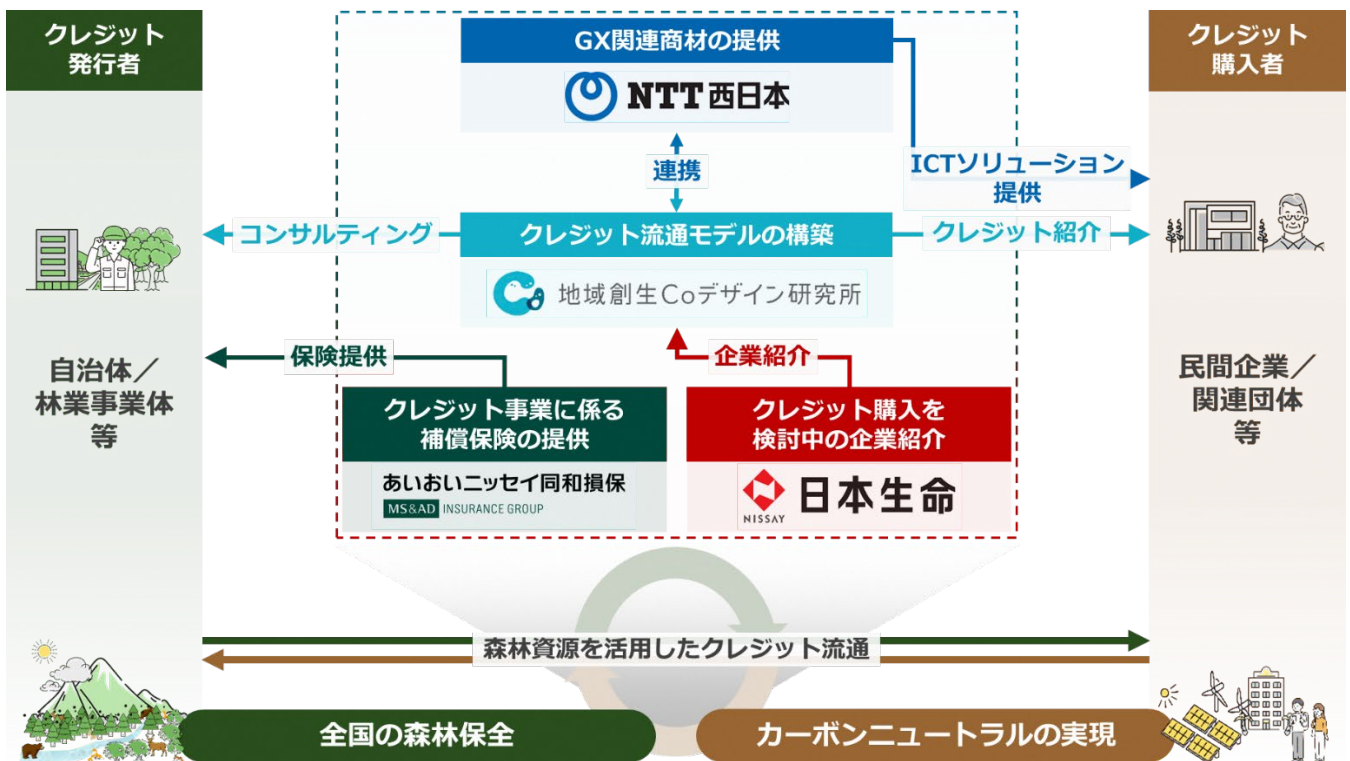 クレジット
発行者
GX関連商材の提供
NTT西日本
クレジット
購入者
連携
ICTソリューション
提供
コンサルティング
クレジット流通モデルの構築
クレジット紹介
地域創生Coデザイン研究所
保険提供
企業紹介
自治体／
林業事業体
等
クレジット事業に係る
補償保険の提供
あいおいニッセイ同和損保
MS&AD INSURANCE GROUP
クレジット購入を
検討中の企業紹介
NISSAY
日本生命
民間企業／
関連団体
等
森林資源を活用したクレジット流通
全国の森林保全
カーボンニュートラルの実現